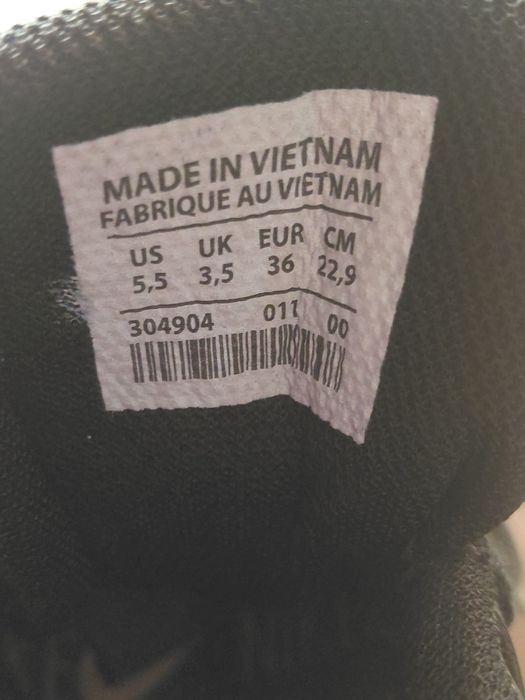 MADE IN VIETNAM
FABRIQUE AU VIETNAM
US UK EUR CM
5,5 3,5 36 22,9
304904 011 00